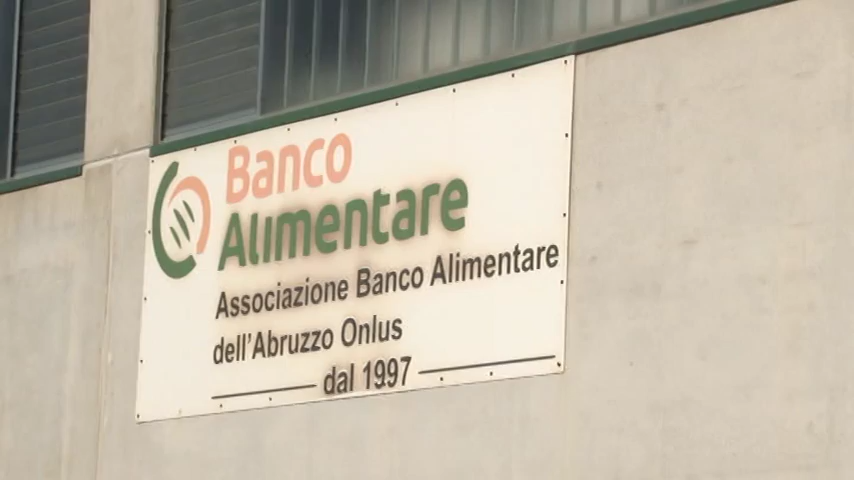 Banco
Alimentare
Associazione Banco Alimentare
dell'Abruzzo Onlus
dal 1997